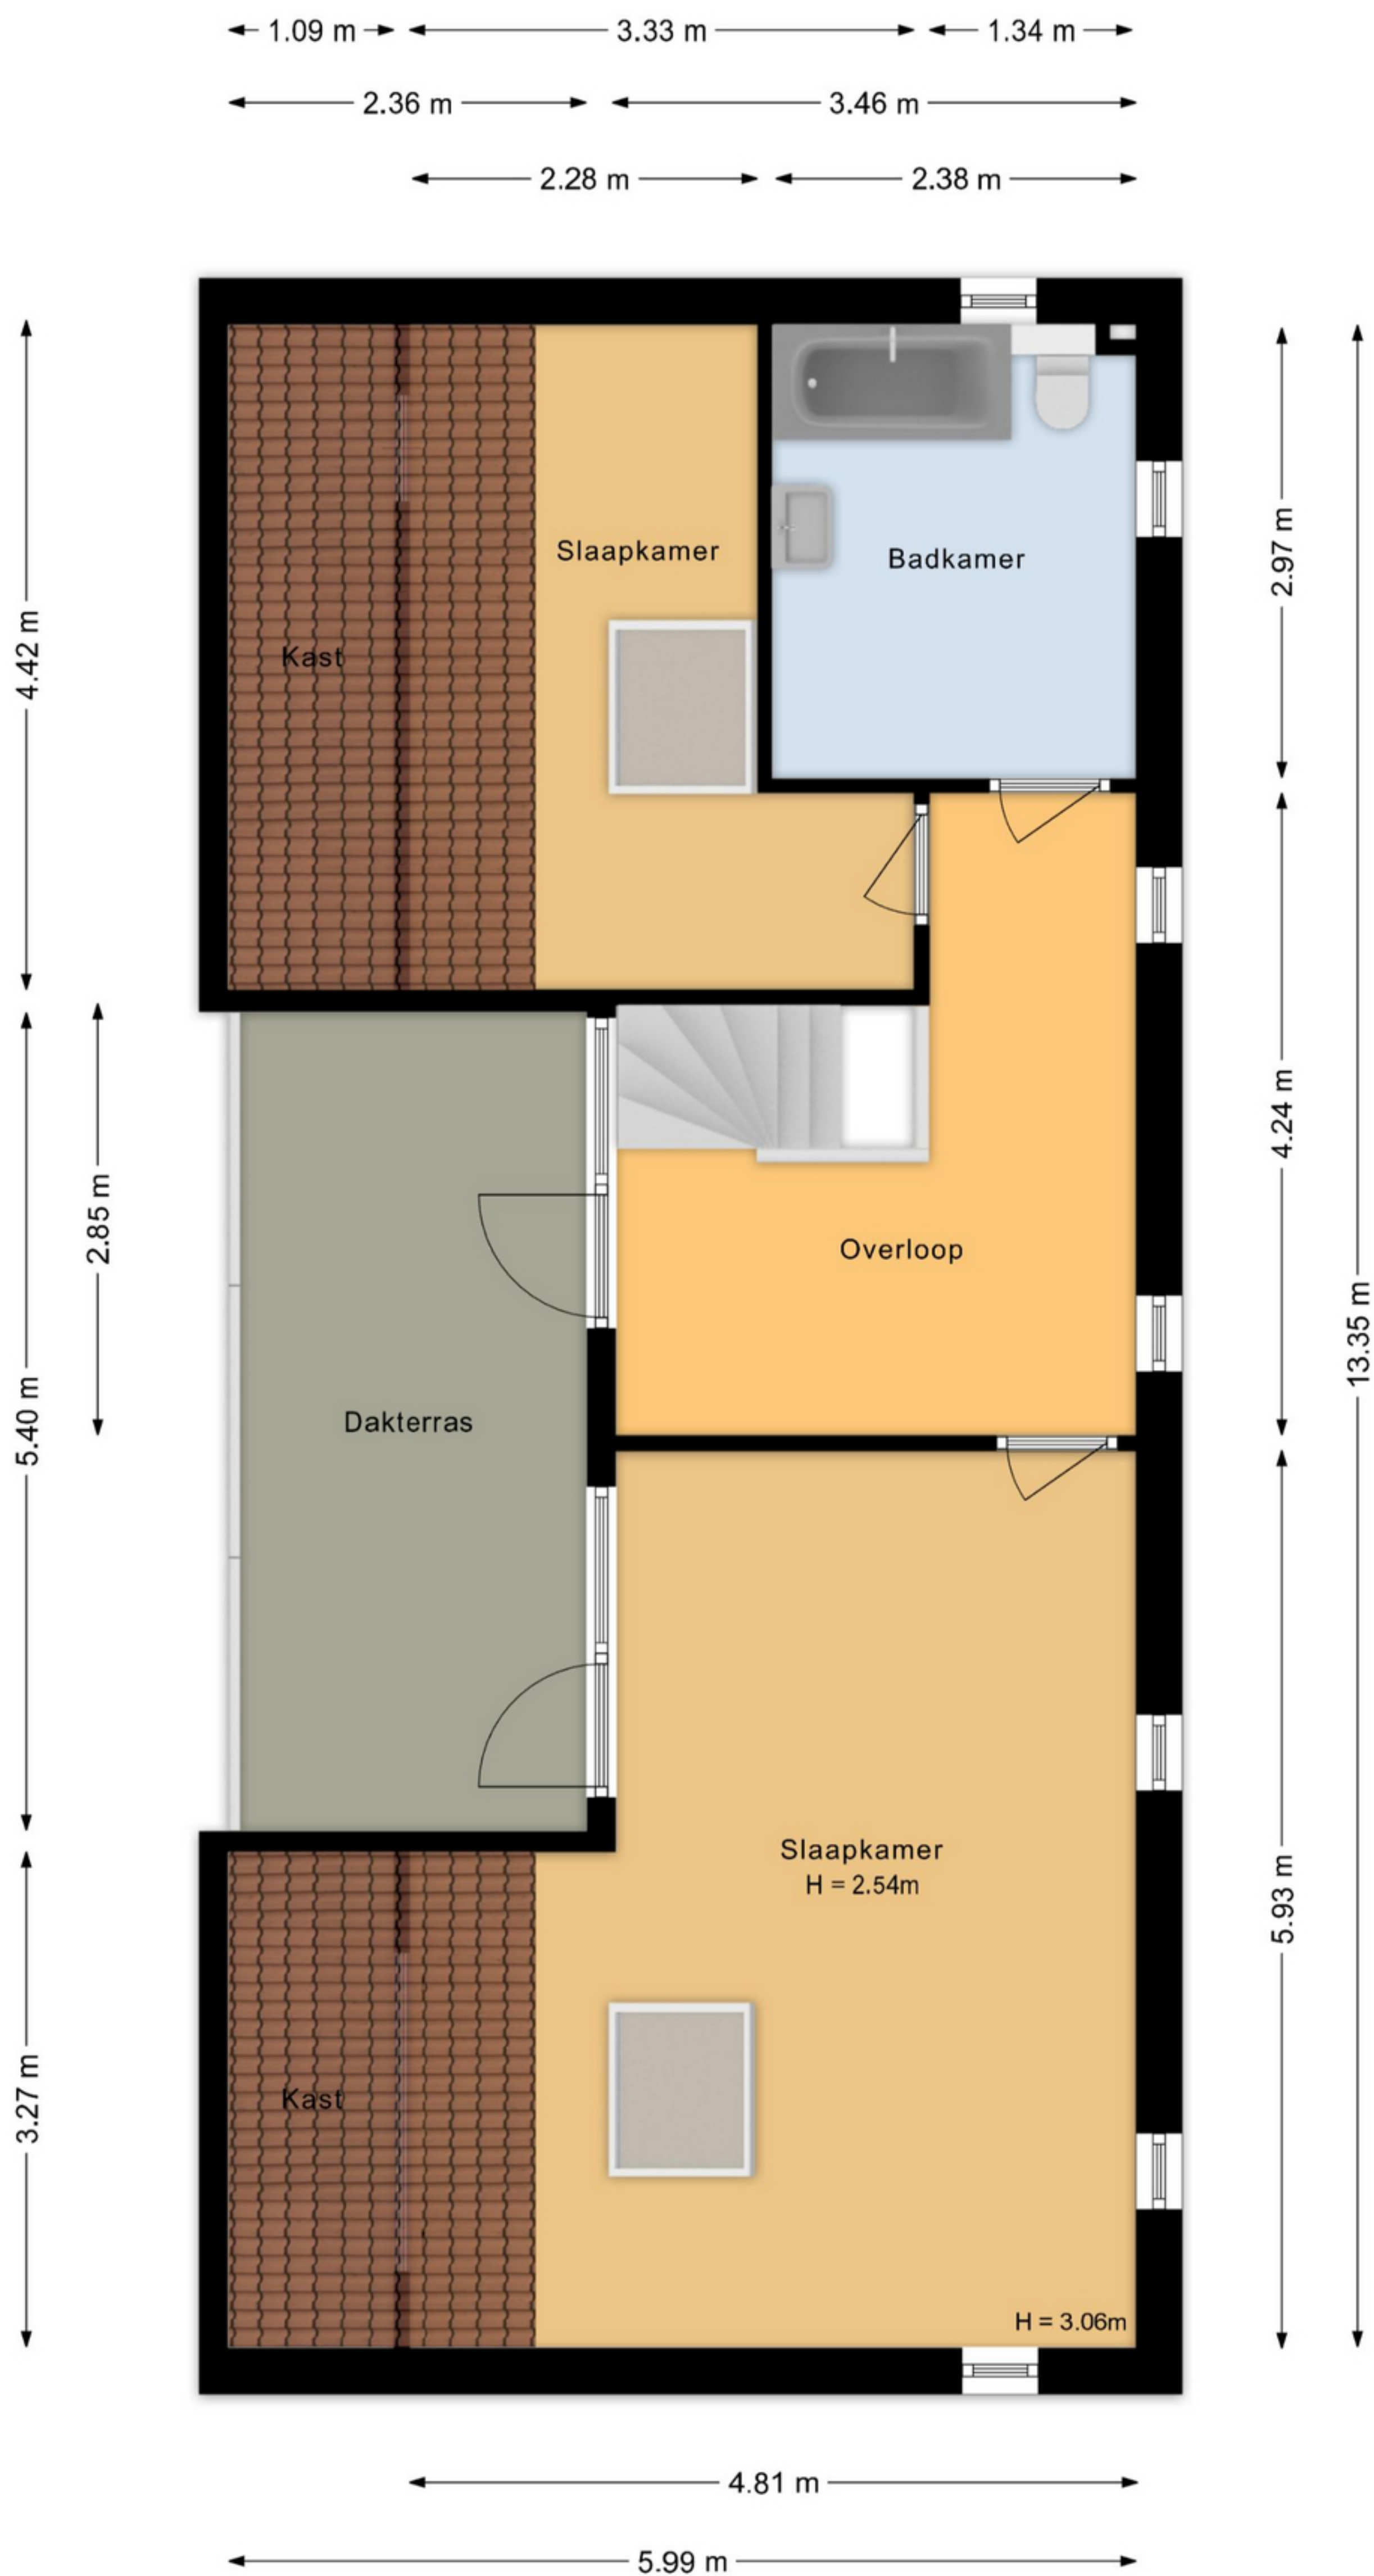 1.09 m 3.33 m 1.34 m
2.36 m 3.46 m
2.28 m 2.38 m
Slaapkamer
Badkamer
2.97 m
4.42 m
Kast
4.24 m
2.85 m
Overloop
13.35 m
5.40 m
Dakterras
Slaapkamer
H = 2.54m
5.93 m
3.27 m
Kast
H = 3.06m
4.81 m
5.99 m